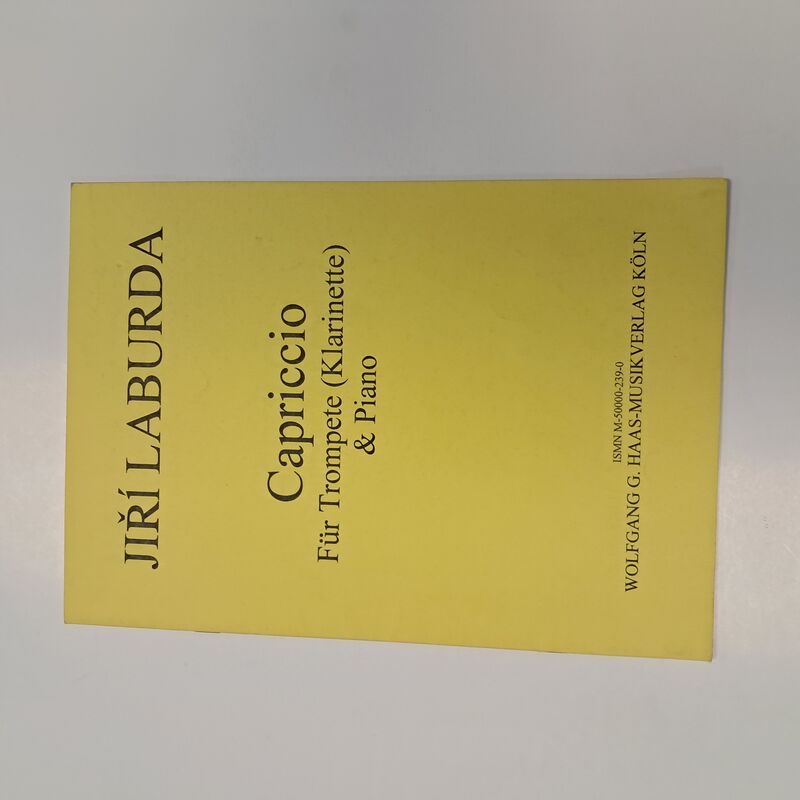 JIŘÍ LABURDA
Capriccio
Für Trompete (Klarinette)
& Piano
ISMN M-50000-239-0
WOLFGANG G. HAAS-MUSIKVERLAG KÖLN